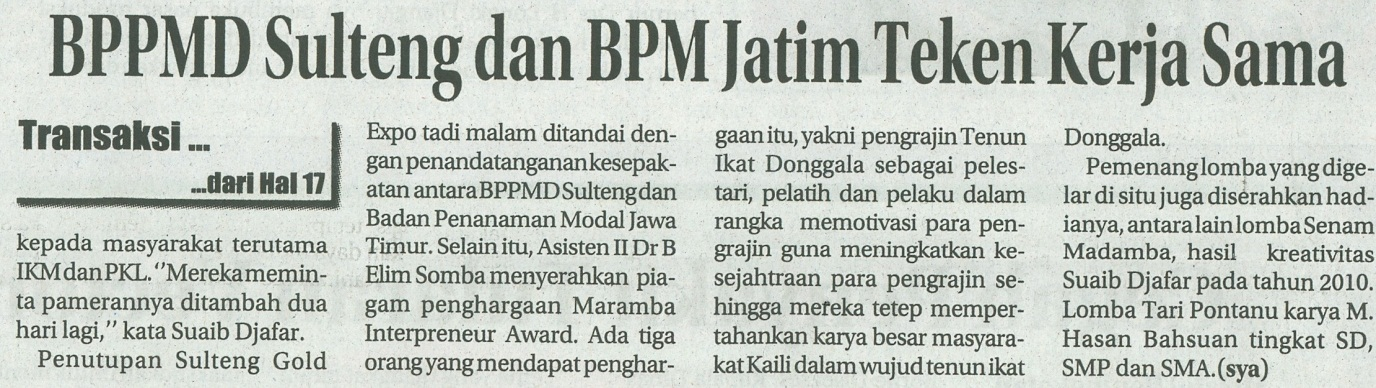 BPPMD Sulteng dan BPM Jatim Teken Kerja Sama
Transaksi ...
...dari Hal 17
kepada masyarakat terutama
IKM dan PKL. "Mereka memin-
ta pamerannya ditambah dua
hari lagi," kata Suaib Djafar.
Penutupan Sulteng Gold
Expo tadi malam ditandai den-
gan penandatanganan kesepak-
atan antara BPPMD Sulteng dan
Badan Penanaman Modal Jawa
Timur. Selain itu, Asisten II Dr B
Elim Somba menyerahkan pia-
gam penghargaan Maramba
Interpreneur Award. Ada tiga
orang yang mendapat penghar-
gaan itu, yakni pengrajin Tenun
Ikat Donggala sebagai peles-
tari, pelatih dan pelaku dalam
rangka memotivasi para pen-
grajin guna meningkatkan ke-
sejahtraan para pengrajin se-
hingga mereka tetep memper-
tahankan karya besar masyara-
kat Kaili dalam wujud tenun ikat
Donggala.
Pemenang lomba yang dige-
lar di situ juga diserahkan had-
ianya, antara lain lomba Senam
Madamba, hasil kreativitas
Suaib Djafar pada tahun 2010.
Lomba Tari Pontanu karya M.
Hasan Bahsuan tingkat SD,
SMP dan SMA.(sya)